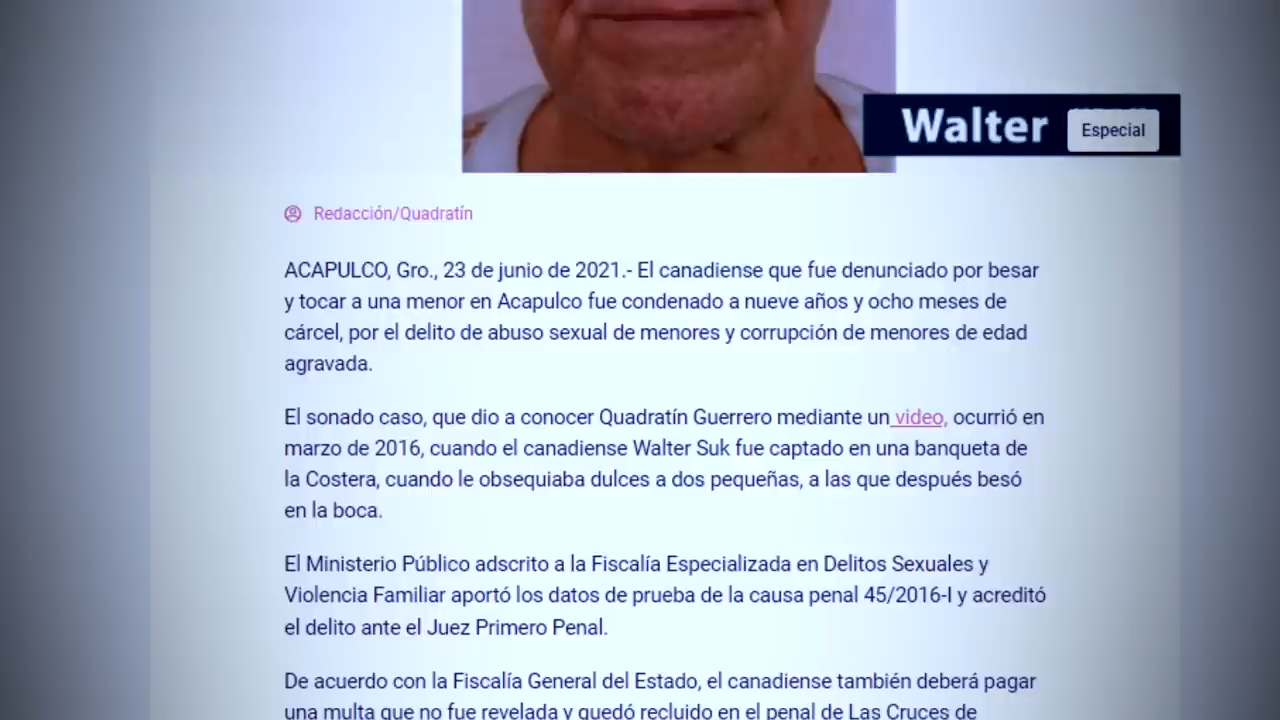 Walter
Especial
Redacción/Quadratín
ACAPULCO, Gro., 23 de junio de 2021.- El canadiense que fue denunciado por besar
y tocar a una menor en Acapulco fue condenado a nueve años y ocho meses de
cárcel, por el delito de abuso sexual de menores y corrupción de menores de edad
agravada.
El sonado caso, que dio a conocer Quadratín Guerrero mediante un video, ocurrió en
marzo de 2016, cuando el canadiense Walter Suk fue captado en una banqueta de
la Costera, cuando le obsequiaba dulces a dos pequeñas, a las que después besó
en la boca.
El Ministerio Público adscrito a la Fiscalía Especializada en Delitos Sexuales y
Violencia Familiar aportó los datos de prueba de la causa penal 45/2016-I y acreditó
el delito ante el Juez Primero Penal.
De acuerdo con la Fiscalía General del Estado, el canadiense también deberá pagar
una multa que no fue revelada y quedó recluido en el penal de Las Cruces de